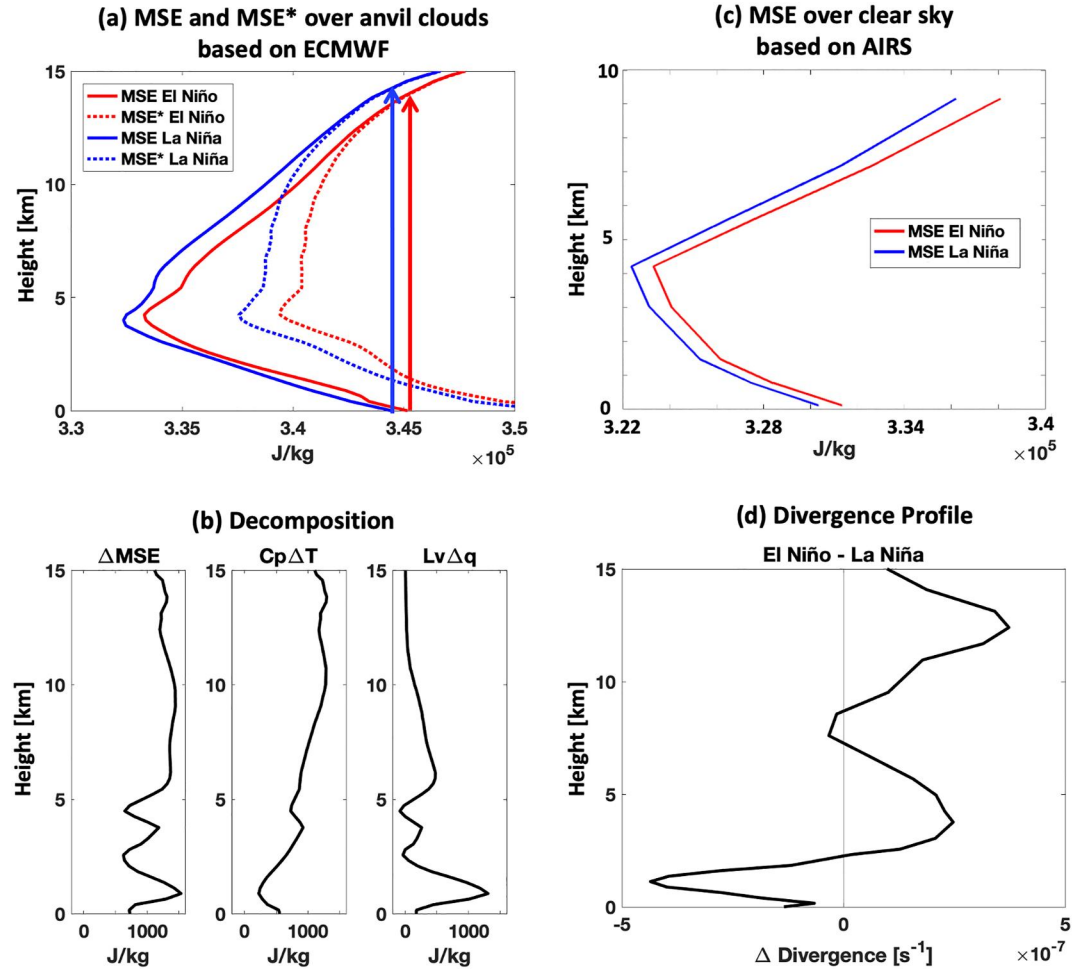 (a) MSE and MSE* over anvil clouds
based on ECMWF
15
10
5
0
Height [km]
MSE El Niño
MSE* El Niño
MSE La Niña
MSE* La Niña
3.3
3.35
3.4
3.45
3.5
J/kg
×10⁵
(c) MSE over clear sky
based on AIRS
10
5
0
Height [km]
MSE El Niño
MSE La Niña
3.22
3.28
3.34
3.4
J/kg
×10⁵
(b) Decomposition
ΔMSE
CpΔT
LvΔq
15
10
5
0
Height [km]
0
1000
J/kg
0
1000
J/kg
0
1000
J/kg
(d) Divergence Profile
El Niño - La Niña
15
10
5
0
Height [km]
-5
0
5
Δ Divergence [s⁻¹]
×10⁻⁷